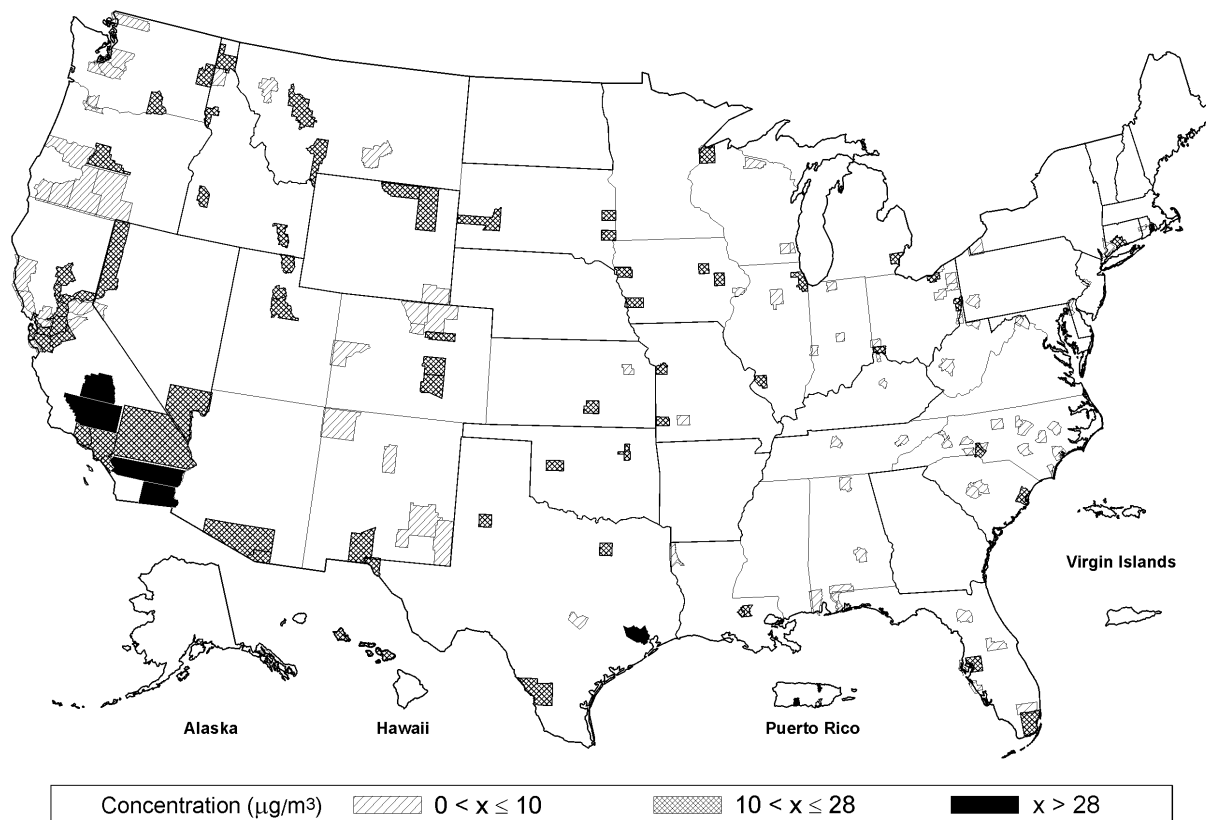 Virgin Islands
Alaska
Hawaii
Puerto Rico
Concentration (μg/m³) 0 < x ≤ 10 10 < x ≤ 28 x > 28